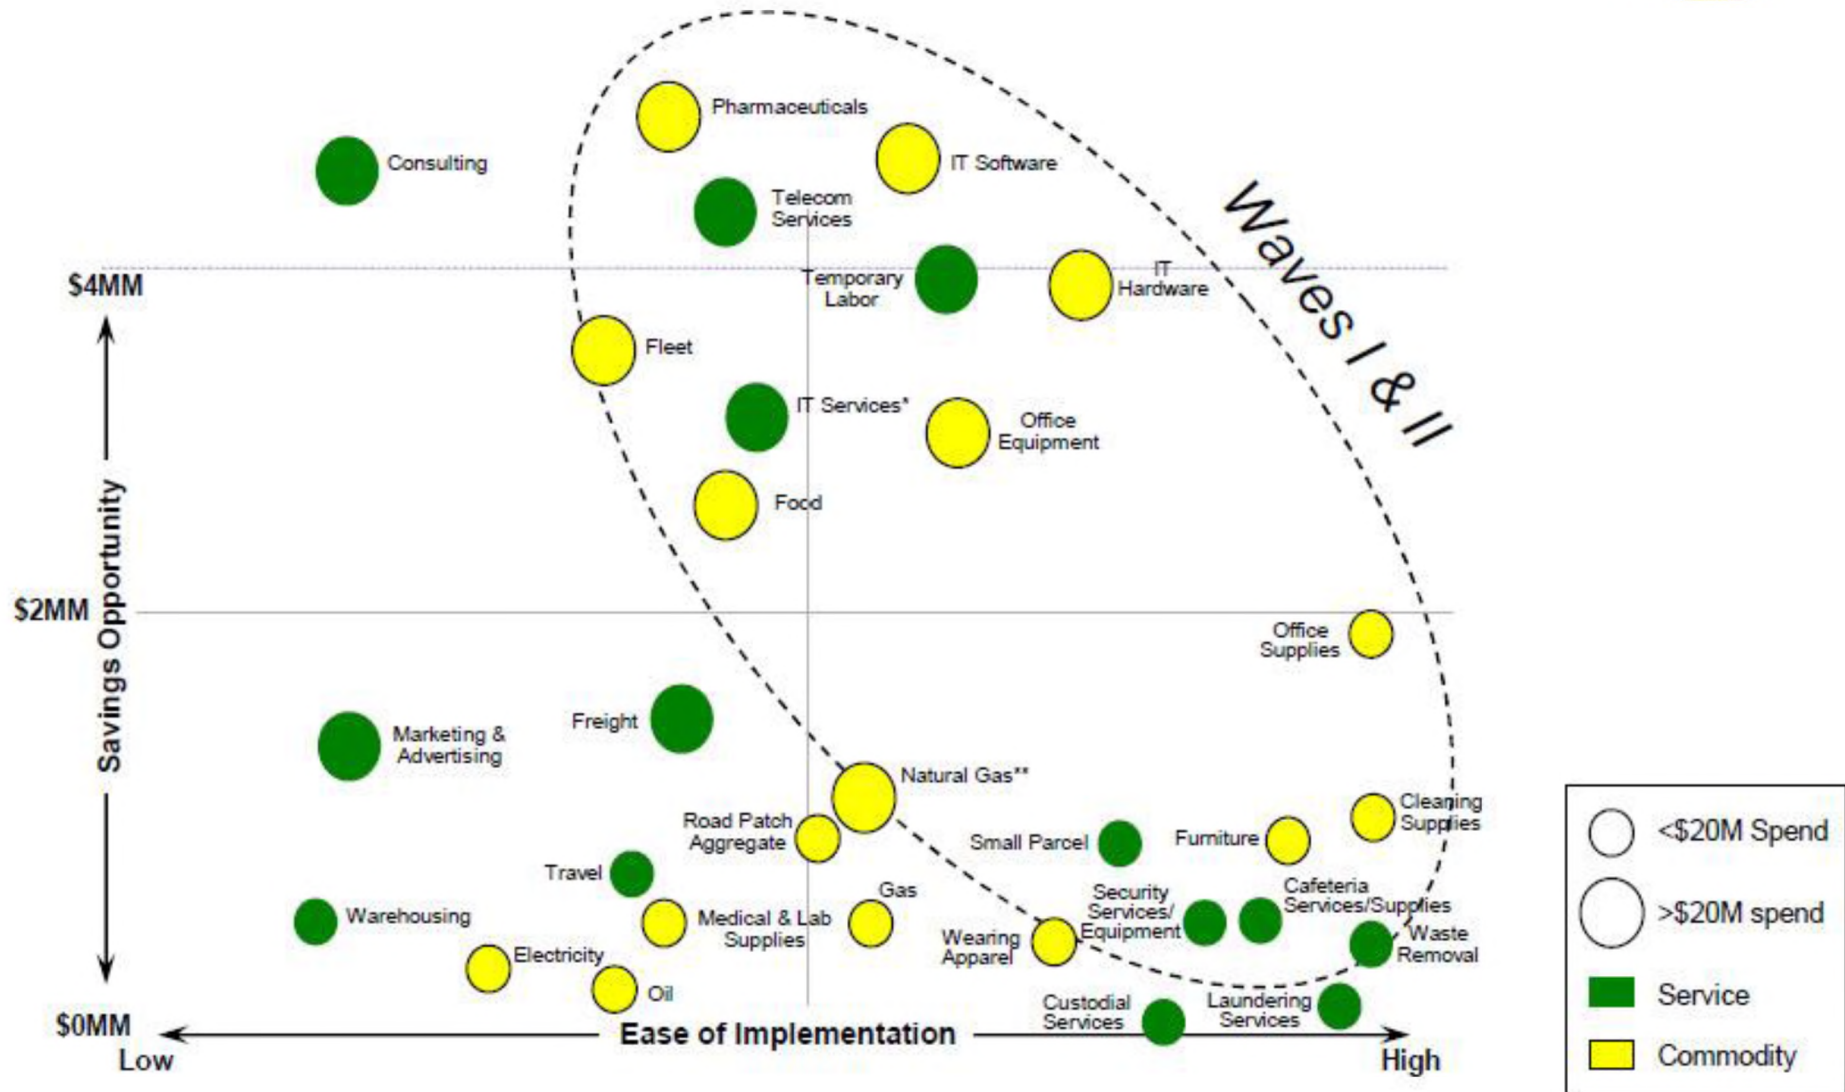 Pharmaceuticals
Consulting
IT Software
Telecom
Services
Waves I & II
$4MM
Temporary
Labor
IT
Hardware
Fleet
IT Services*
Office
Equipment
Food
$2MM
Savings Opportunity
Office
Supplies
Freight
Marketing &
Advertising
Natural Gas**
Road Patch
Aggregate
Small Parcel
Furniture
Cleaning
Supplies
Travel
Warehousing
Medical & Lab
Supplies
Gas
Security
Services/
Equipment
Cafeteria
Services/Supplies
Wearing
Apparel
Waste
Removal
Electricity
Oil
Custodial
Services
Laundering
Services
$0MM
Low
Ease of Implementation
High
<$20M Spend
>$20M spend
Service
Commodity